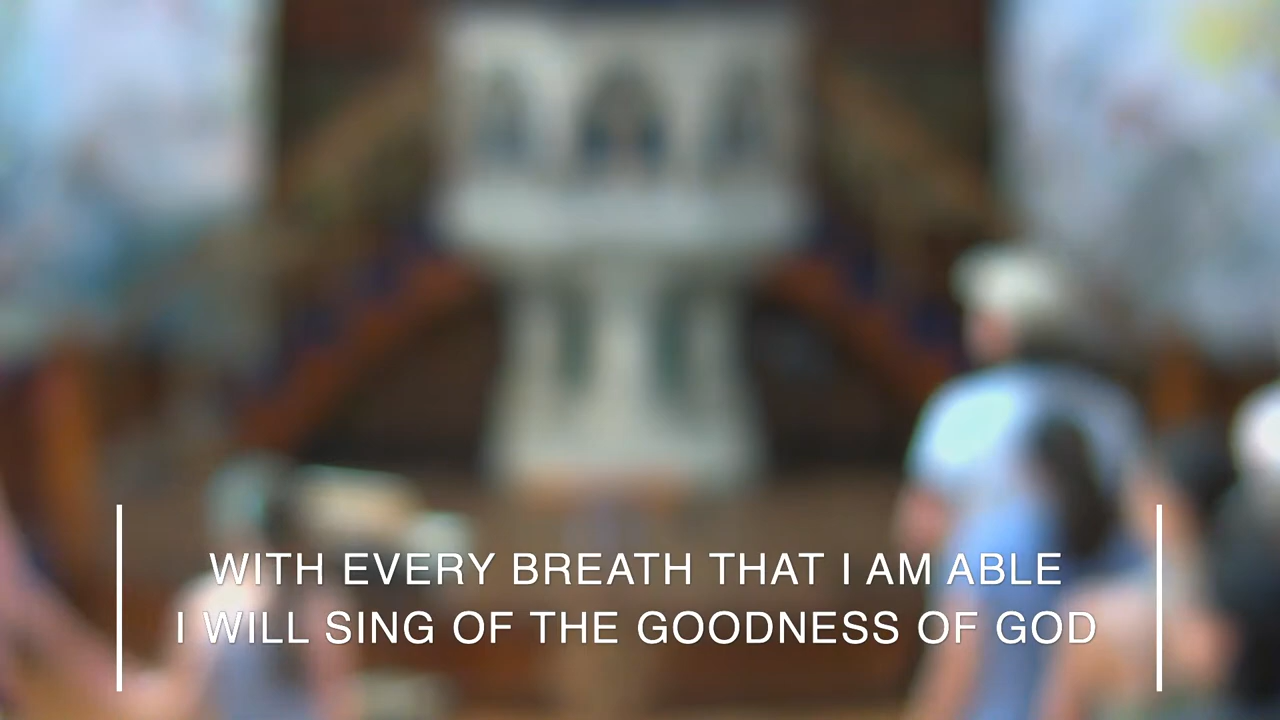 WITH EVERY BREATH THAT I AM ABLE
I WILL SING OF THE GOODNESS OF GOD